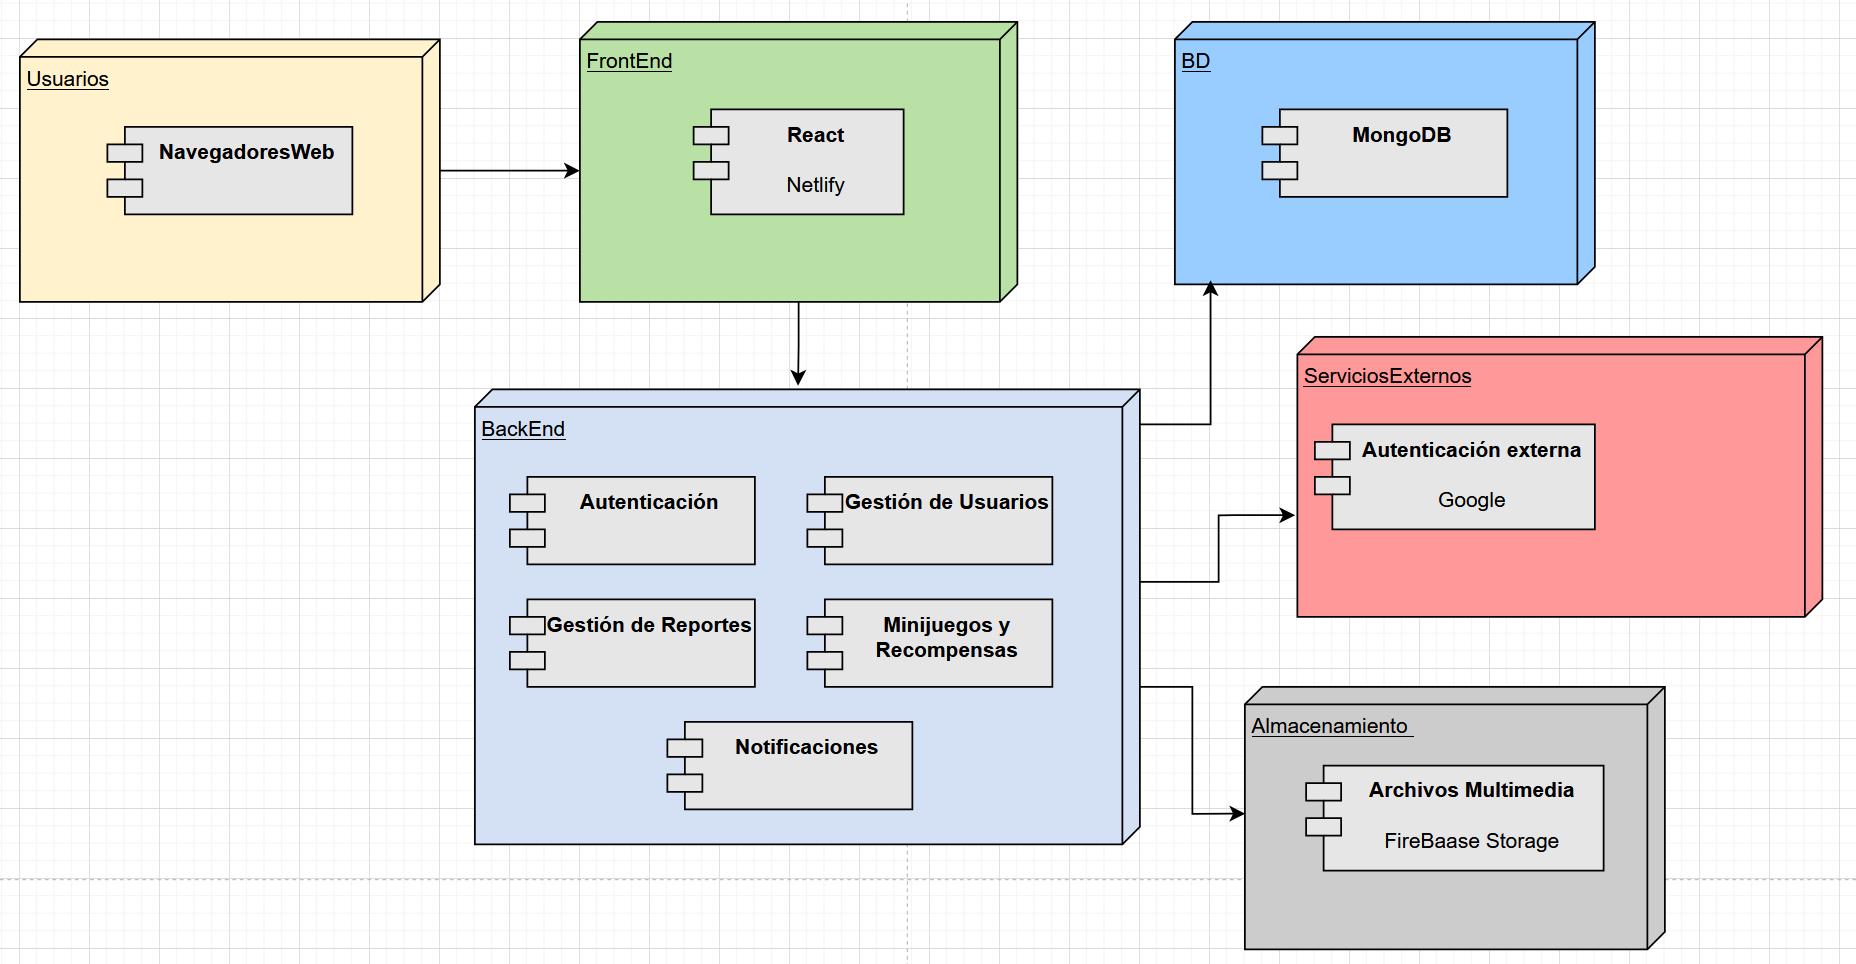 Usuarios
NavegadoresWeb
FrontEnd
React
Netlify
BD
MongoDB
BackEnd
Autenticación
Gestión de Usuarios
Gestión de Reportes
Minijuegos y
Recompensas
Notificaciones
ServiciosExternos
Autenticación externa
Google
Almacenamiento
Archivos Multimedia
FireBaase Storage